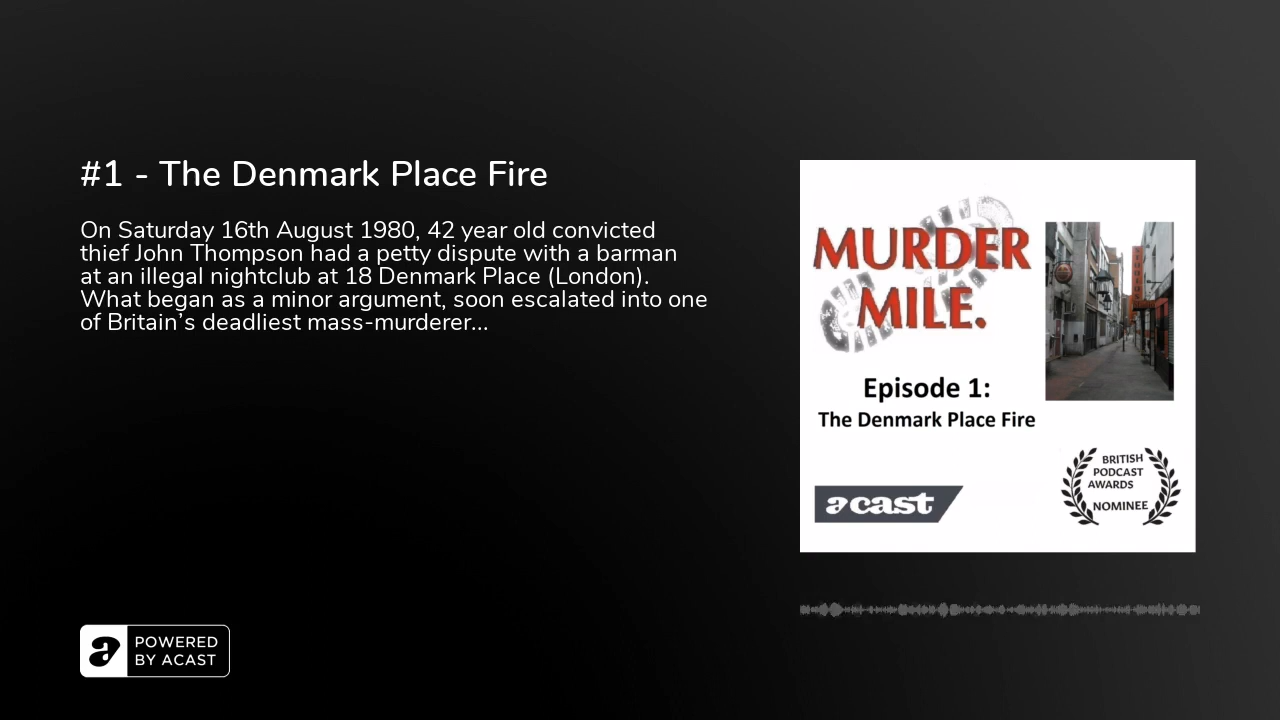 #1 - The Denmark Place Fire
On Saturday 16th August 1980, 42 year old convicted
thief John Thompson had a petty dispute with a barman
at an illegal nightclub at 18 Denmark Place (London).
What began as a minor argument, soon escalated into one
of Britain's deadliest mass-murderer...
MURDER
MILE.
Episode 1:
The Denmark Place Fire
acast
BRITISH
PODCAST
AWARDS
NOMINEE
POWERED
BY ACAST